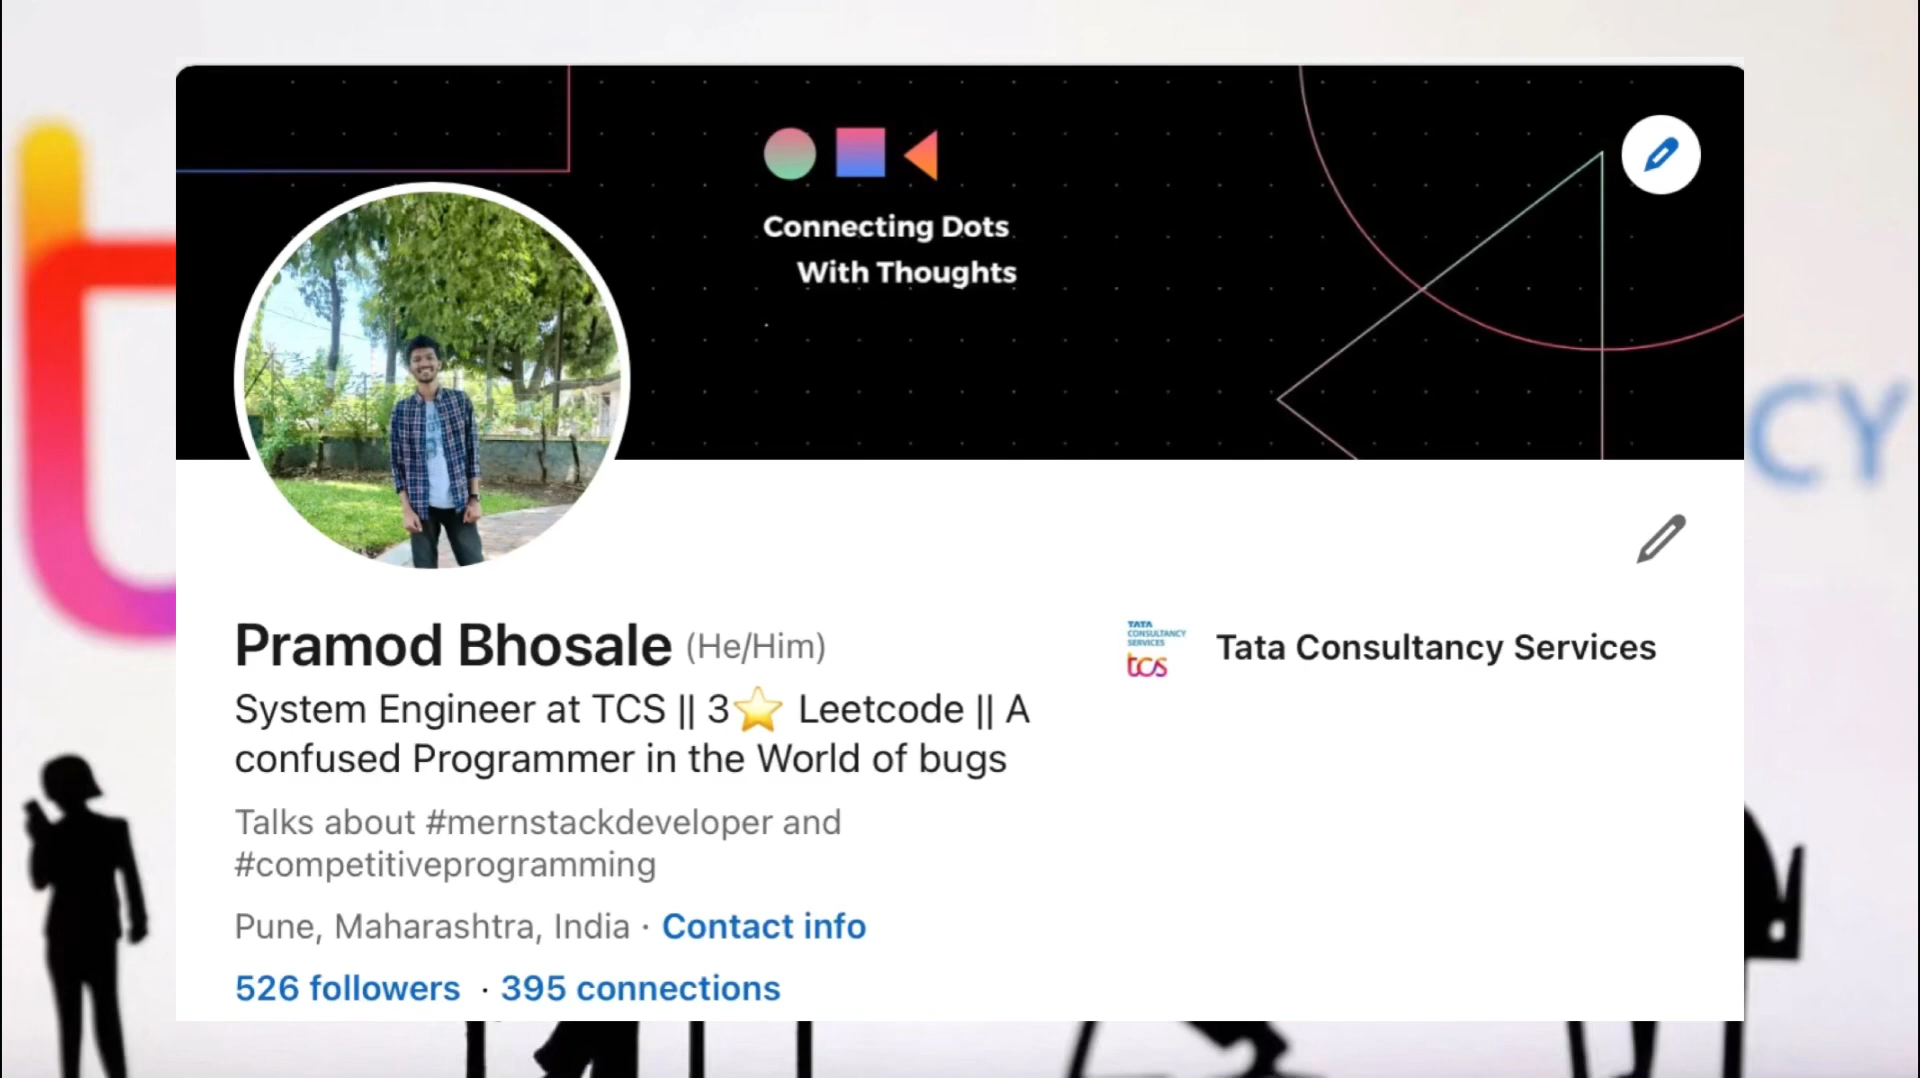 Connecting Dots
With Thoughts
CY
Pramod Bhosale (He/Him)
TATA
CONSULTANCY
SERVICES
tcs
Tata Consultancy Services
System Engineer at TCS || 3⭐ Leetcode || A
confused Programmer in the World of bugs
Talks about #mernstackdeveloper and
#competitiveprogramming
Pune, Maharashtra, India · Contact info
526 followers · 395 connections